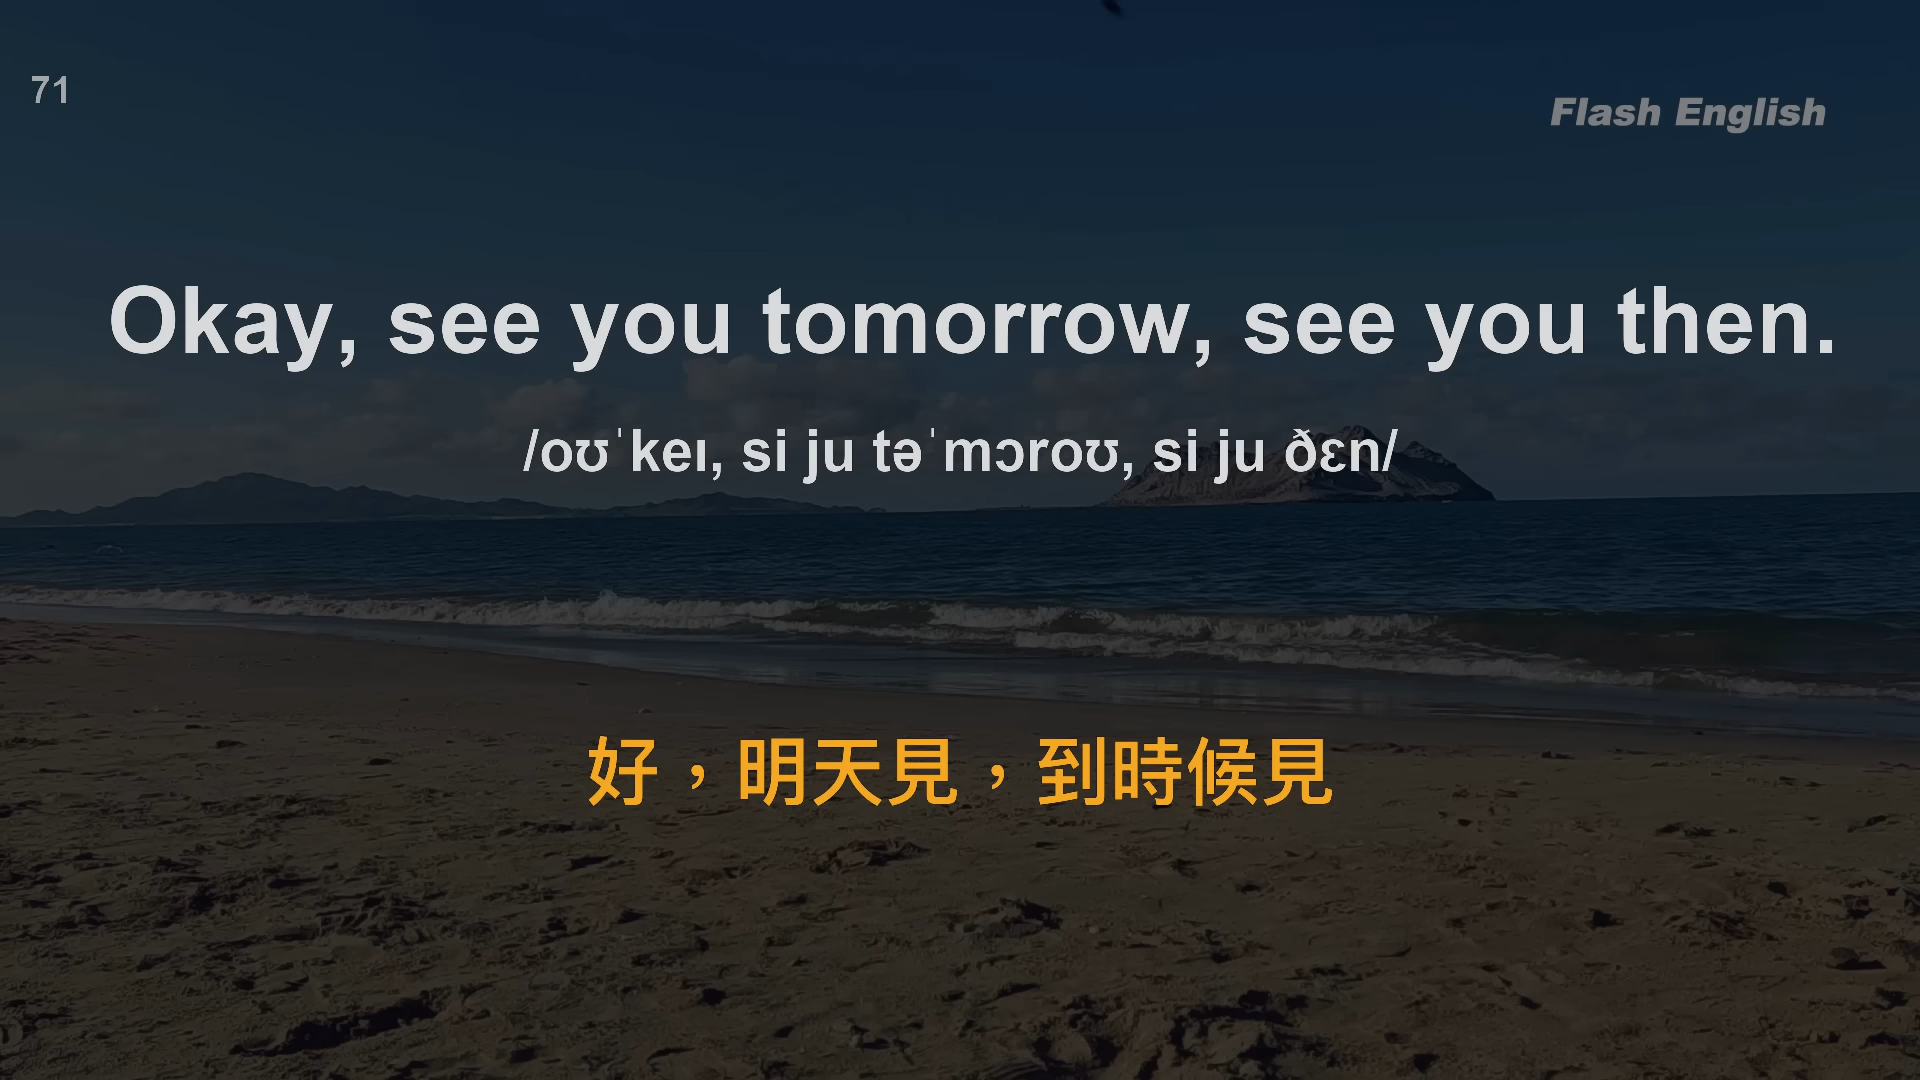 71
Flash English
Okay, see you tomorrow, see you then.
/oʊˈkeɪ, si ju təˈmɔroʊ, si ju ðɛn/
好，明天見，到時候見